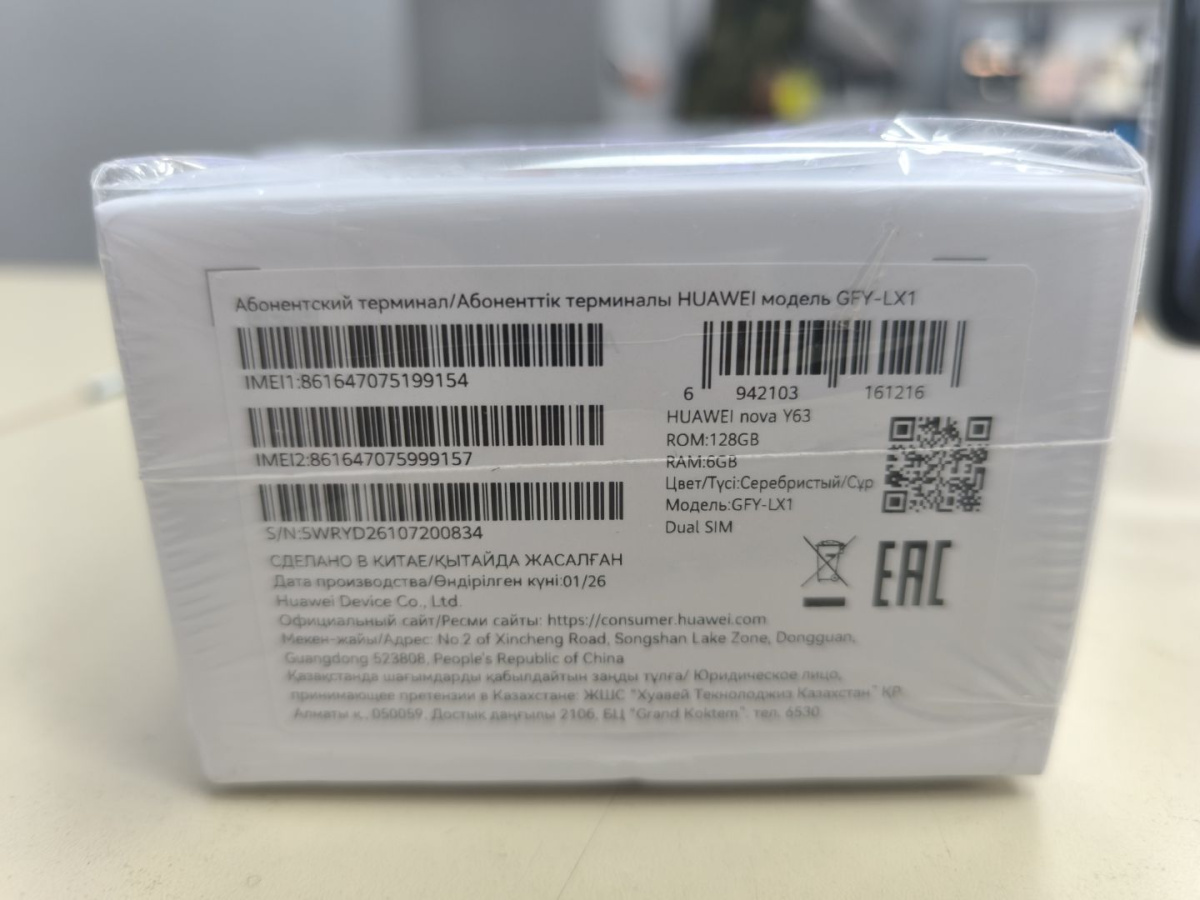 Абонентский терминал/Абоненттік терминалы HUAWEI модель GFY-LX1
IMEI1:861647075199154
6 942103 161216
IMEI2:861647075999157
S/N:5WRYD26107200834
HUAWEI nova Y63
ROM:128GB
RAM:6GB
Цвет/Түсі:Серебристый/Сұр
Модель:GFY-LX1
Dual SIM
EAC
СДЕЛАНО В КИТАЕ/ҚЫТАЙДА ЖАСАЛҒАН
Дата производства/Өндірілген күні:01/26
Huawei Device Co., Ltd.
Официальный сайт/Ресми сайты: https://consumer.huawei.com
Мекен-жайы/Адрес: No.2 of Xincheng Road, Songshan Lake Zone, Dongguan,
Guangdong 523808, People's Republic of China
Қазақстанда шағымдарды қабылдайтын заңды тұлға/ Юридическое лицо,
принимающее претензии в Казахстане: ЖШС "Хуавей Текнолоджиз Казахстан" ҚР
Алматы қ., 050059, Достык даңғылы 210б, БЦ "Grand Koktem", тел. 6530